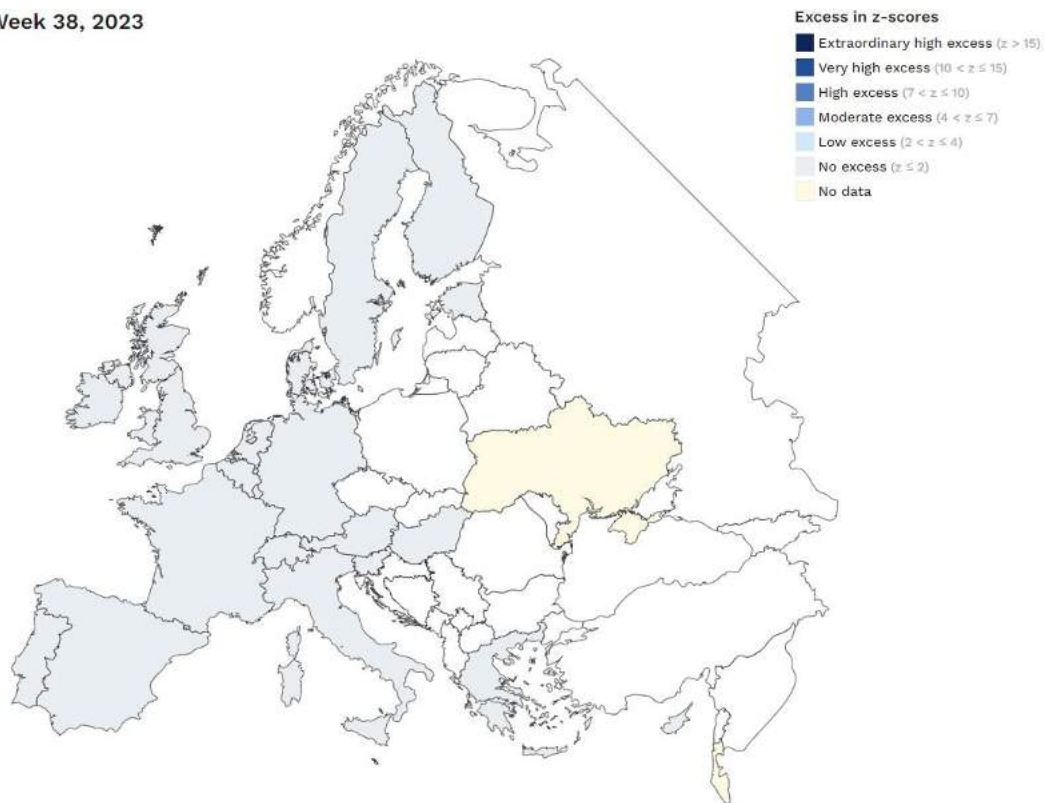 Week 38, 2023
Excess in z-scores
Extraordinary high excess (z > 15)
Very high excess (10 < z ≤ 15)
High excess (7 < z ≤ 10)
Moderate excess (4 < z ≤ 7)
Low excess (2 < z ≤ 4)
No excess (z ≤ 2)
No data